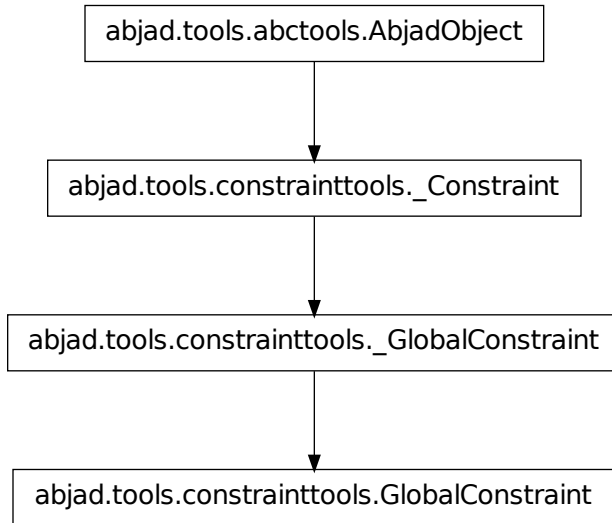 abjad.tools.abctools.AbjadObject
abjad.tools.constrainttools._Constraint
abjad.tools.constrainttools._GlobalConstraint
abjad.tools.constrainttools.GlobalConstraint